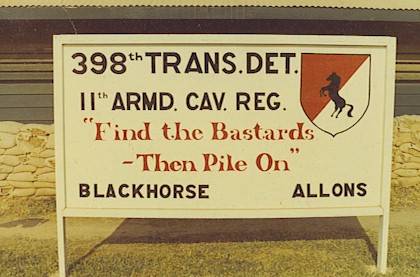 398th TRANS. DET.
11th ARMD. CAV. REG.
"Find the Bastards
-Then Pile On"
BLACKHORSE ALLONS